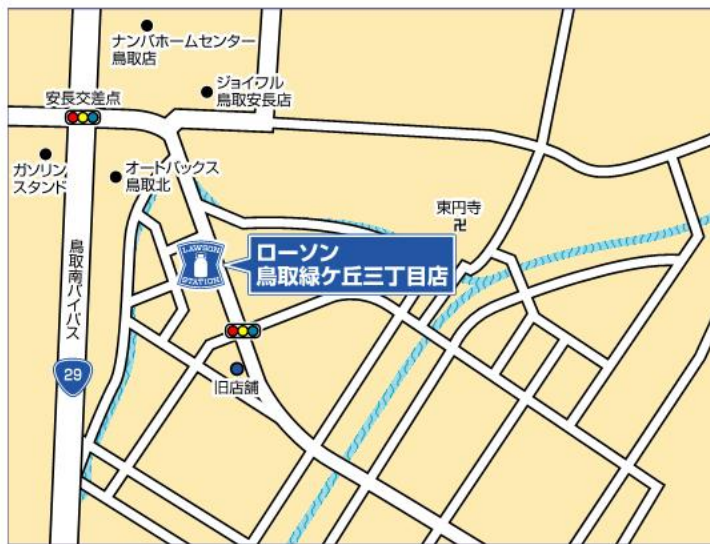 ナンバホームセンター
鳥取店
ジョイフル
鳥取安長店
安長交差点
ガソリン
スタンド
オートバックス
鳥取北
東円寺
卍
LAWSON
STATION
ローソン
鳥取緑ケ丘三丁目店
鳥取南バイパス
29
旧店舗